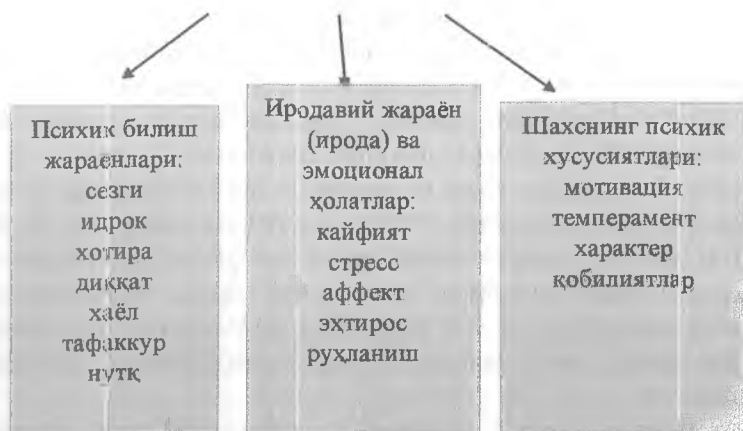 Психик билиш
жараёнлари:
сезги
идрок
хотира
диққат
хаёл
тафаккур
нутқ
Иродавий жараён
(ирода) ва
эмоционал
ҳолатлар:
кайфият
стресс
аффект
эҳтирос
руҳланиш
Шахснинг психик
хусусиятлари:
мотивация
темперамент
характер
қобилиятлар